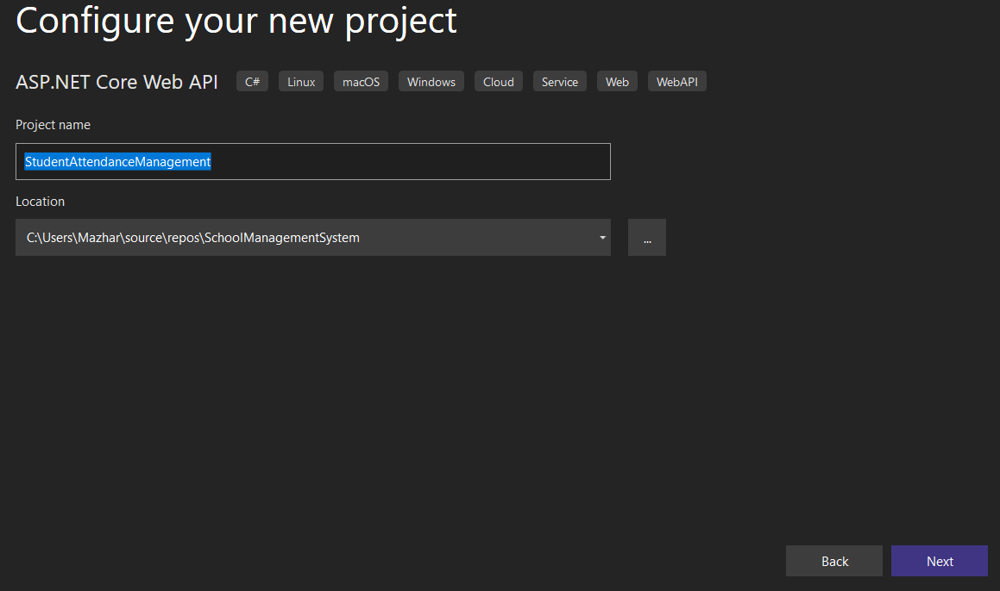 Configure your new project
ASP.NET Core Web API C# Linux macOS Windows Cloud Service Web WebAPI
Project name
StudentAttendanceManagement
Location
C:\Users\Mazhar\source\repos\SchoolManagementSystem ...
Back Next